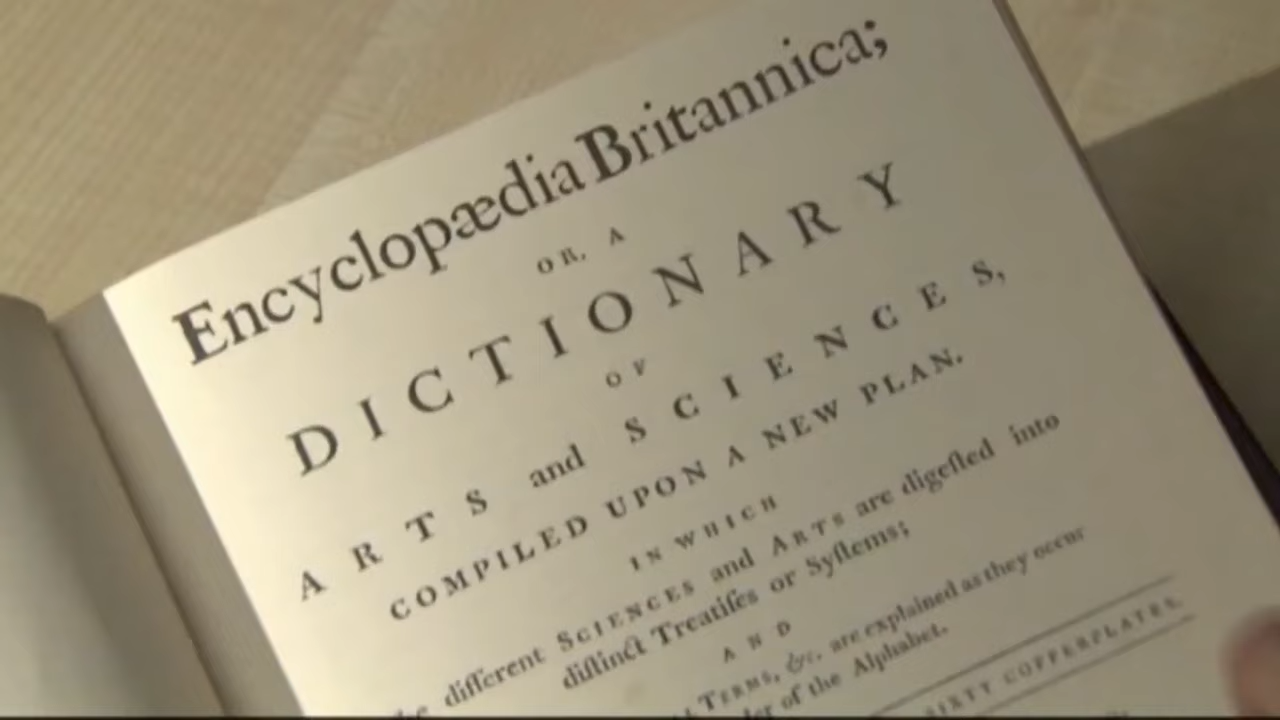 Encyclopædia Britannica;
OR, A
DICTIONARY
OF
ARTS and SCIENCES,
COMPILED UPON A NEW PLAN.
IN WHICH
different SCIENCES and ARTS are digeſted into
diſtinct Treatiſes or Syſtems;
AND
TERMS, &c. are explained as they occur
of the Alphabet.
SIXTY COPPERPLATES.